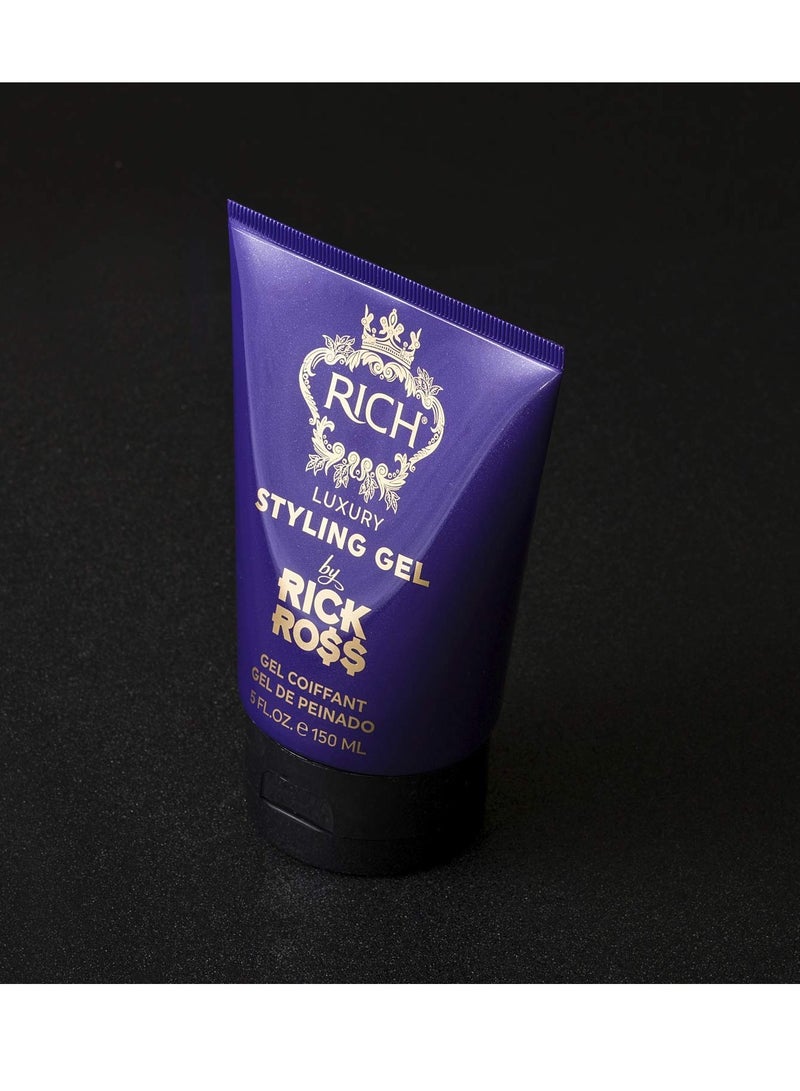 RICH®
LUXURY
STYLING GEL
by
RICK
RO$$
GEL COIFFANT
GEL DE PEINADO
5 FL.OZ. ℮ 150 ML